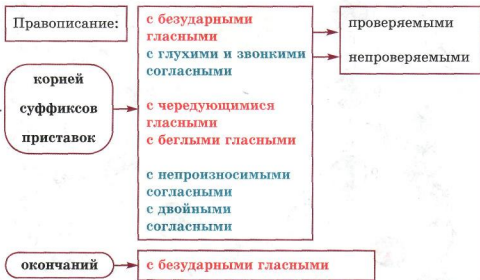 Правописание:
с безударными
гласными
с глухими и звонкими
согласными
проверяемыми
непроверяемыми
корней
суффиксов
приставок
с чередующимися
гласными
с беглыми гласными
с непроизносимыми
согласными
с двойными
согласными
окончаний
с безударными гласными